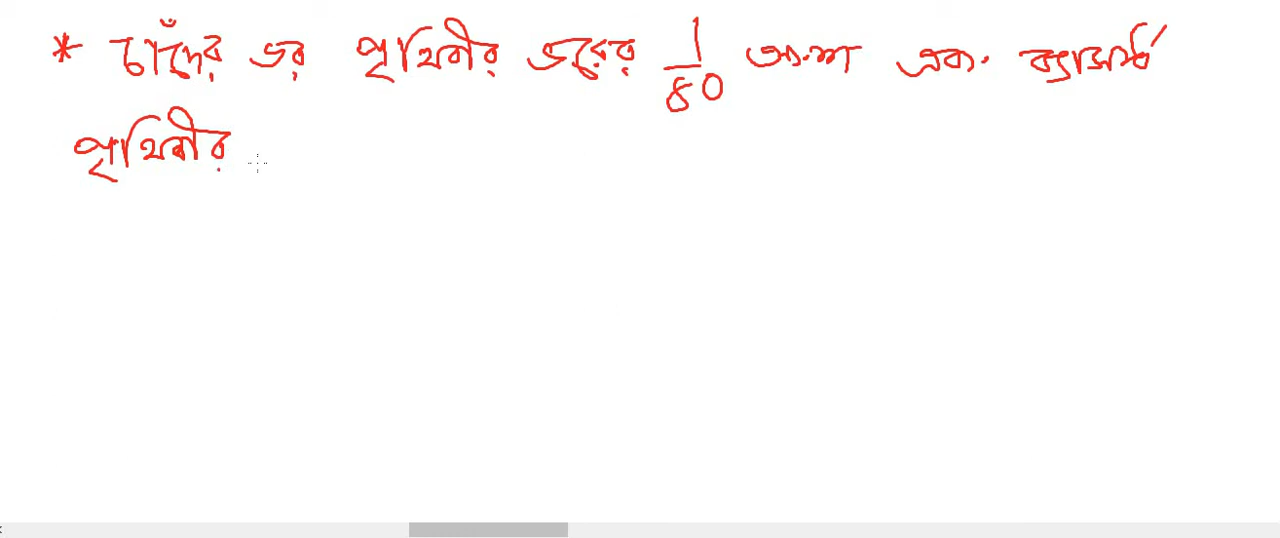 * চাঁদের ভর পৃথিবীর ভরের 1/80 অংশ এবং ব্যাসার্ধ
পৃথিবীর